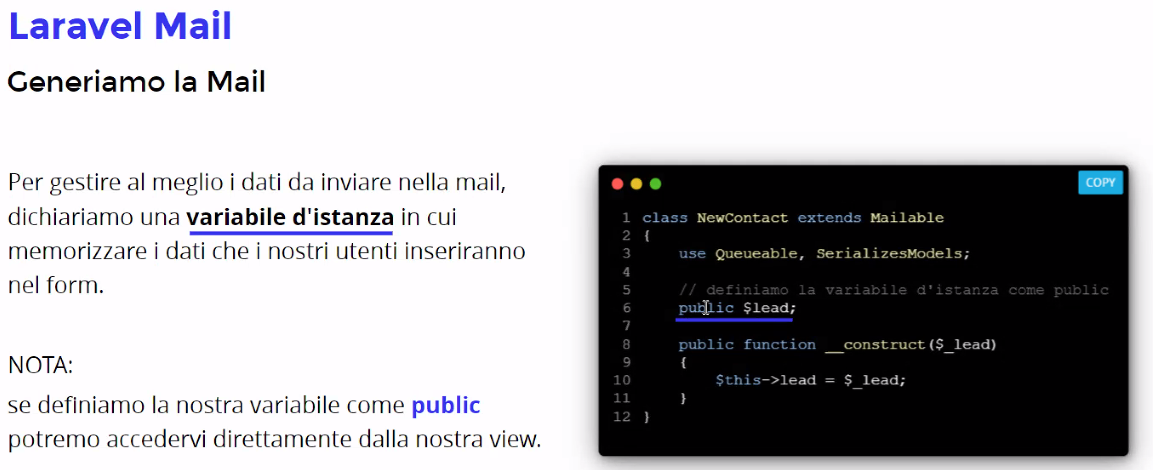 Laravel Mail
Generiamo la Mail
Per gestire al meglio i dati da inviare nella mail,
dichiariamo una variabile d'istanza in cui
memorizzare i dati che i nostri utenti inseriranno
nel form.
NOTA:
se definiamo la nostra variabile come public
potremo accedervi direttamente dalla nostra view.
COPY
1 class NewContact extends Mailable
2 {
3     use Queueable, SerializesModels;
4
5     // definiamo la variabile d'istanza come public
6     public $lead;
7
8     public function __construct($_lead)
9     {
10         $this->lead = $_lead;
11     }
12 }